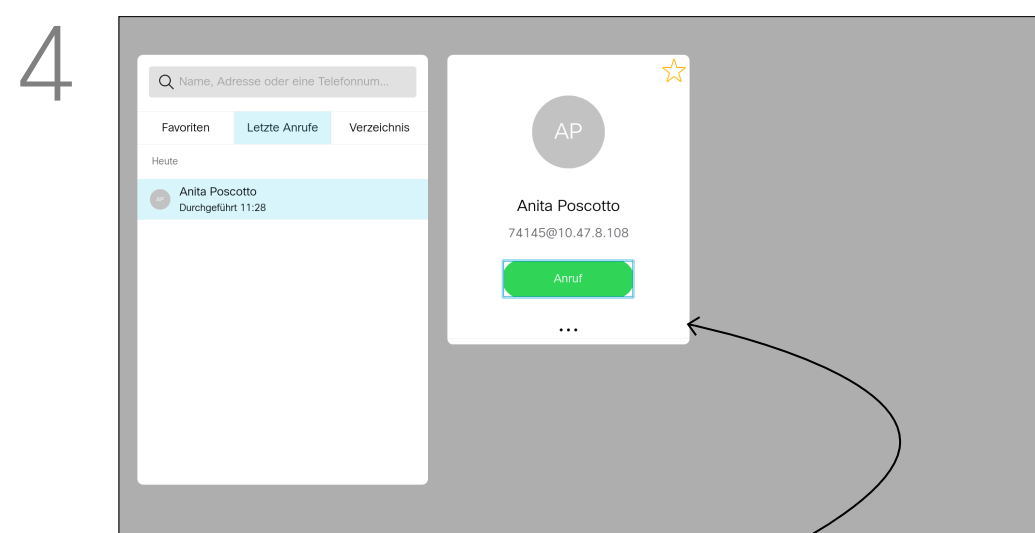 4
Name, Adresse oder eine Telefonnum...
Favoriten Letzte Anrufe Verzeichnis
Heute
AP
Anita Poscotto
Durchgeführt 11:28
AP
Anita Poscotto
74145@10.47.8.108
Anruf